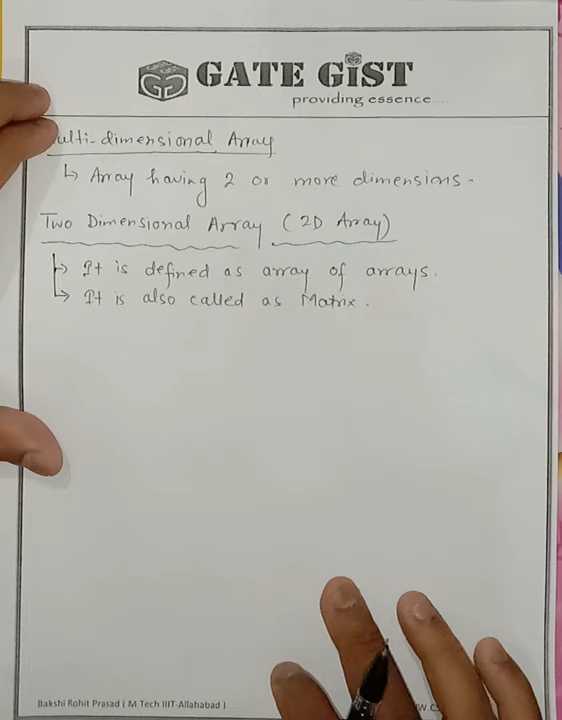 GATE GiST
providing essence....
ulti-dimensional Array
↳ Array having 2 or more dimensions -
Two Dimensional Array ( 2D Array )
↳ It is defined as array of arrays.
↳ It is also called as Matrix .
Bakshi Rohit Prasad ( M Tech IIIT-Allahabad )